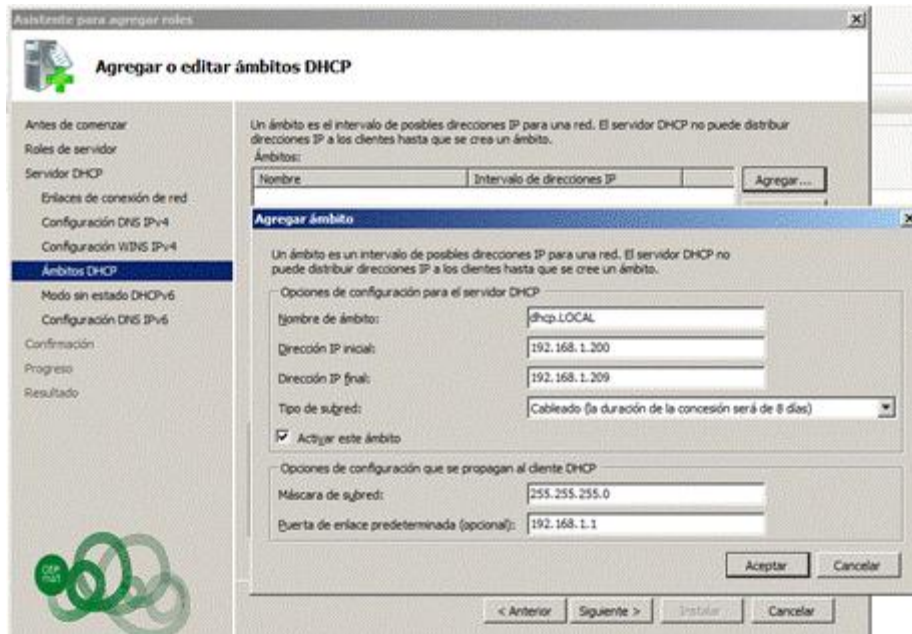 Asistente para agregar roles
Agregar o editar ámbitos DHCP
Antes de comenzar
Roles de servidor
Servidor DHCP
Enlaces de conexión de red
Configuración DNS IPv4
Configuración WINS IPv4
Ámbitos DHCP
Modo sin estado DHCPv6
Configuración DNS IPv6
Confirmación
Progreso
Resultado
Un ámbito es el intervalo de posibles direcciones IP para una red. El servidor DHCP no puede distribuir
direcciones IP a los clientes hasta que se crea un ámbito.
Ámbitos:
Nombre Intervalo de direcciones IP
Agregar...
Agregar ámbito
Un ámbito es un intervalo de posibles direcciones IP para una red. El servidor DHCP no
puede distribuir direcciones IP a los clientes hasta que se cree un ámbito.
Opciones de configuración para el servidor DHCP
Nombre de ámbito: dhcp.LOCAL
Dirección IP inicial: 192.168.1.200
Dirección IP final: 192.168.1.209
Tipo de subred: Cableado (la duración de la concesión será de 8 días)
Activar este ámbito
Opciones de configuración que se propagan al cliente DHCP
Máscara de subred: 255.255.255.0
Puerta de enlace predeterminada (opcional): 192.168.1.1
Aceptar Cancelar
< Anterior Siguiente > Instalar Cancelar